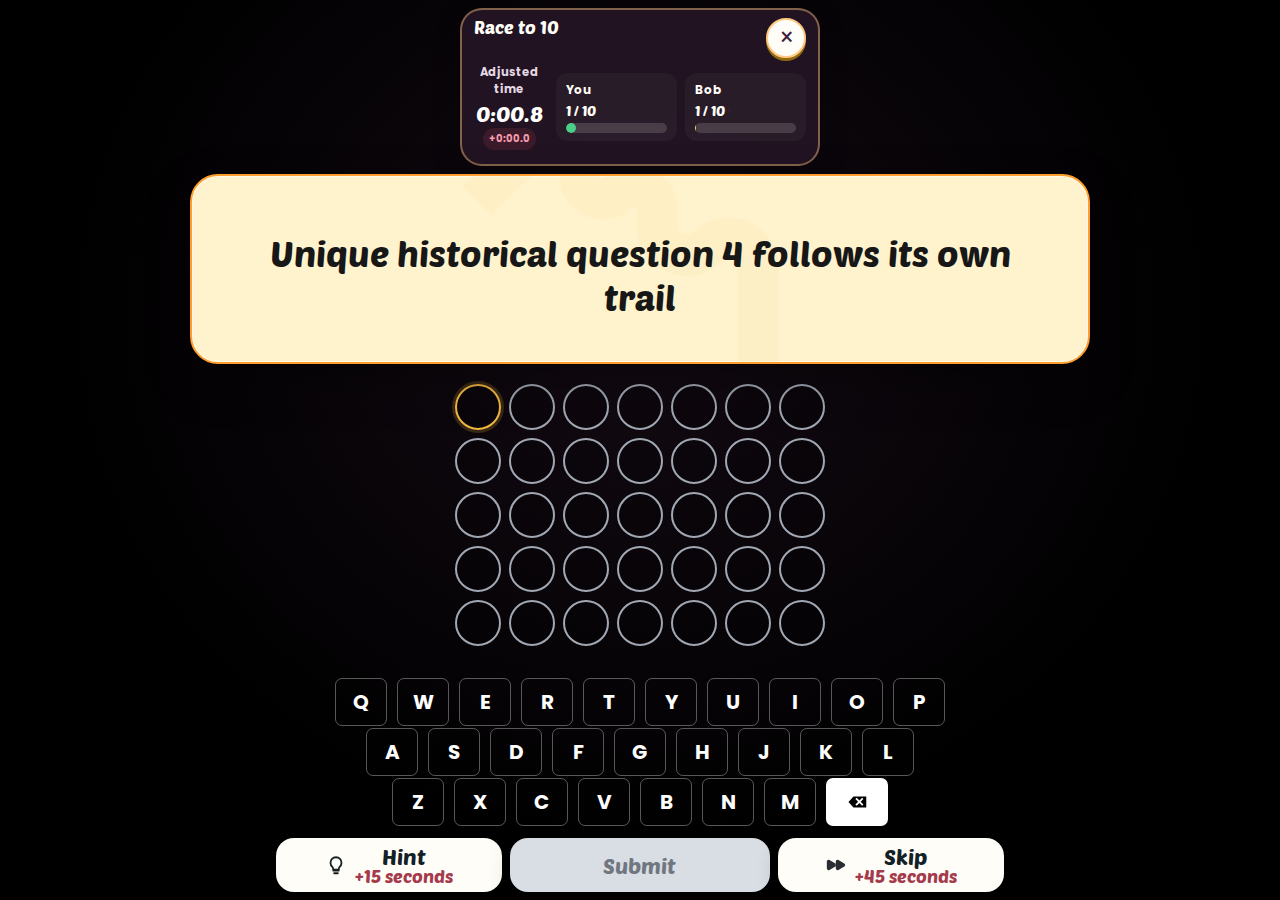 Race to 10
×
Adjusted
time
0:00.8
+0:00.0
You
1 / 10
Bob
1 / 10
Unique historical question 4 follows its own
trail
Q W E R T Y U I O P
A S D F G H J K L
Z X C V B N M
Hint
+15 seconds
Submit
Skip
+45 seconds